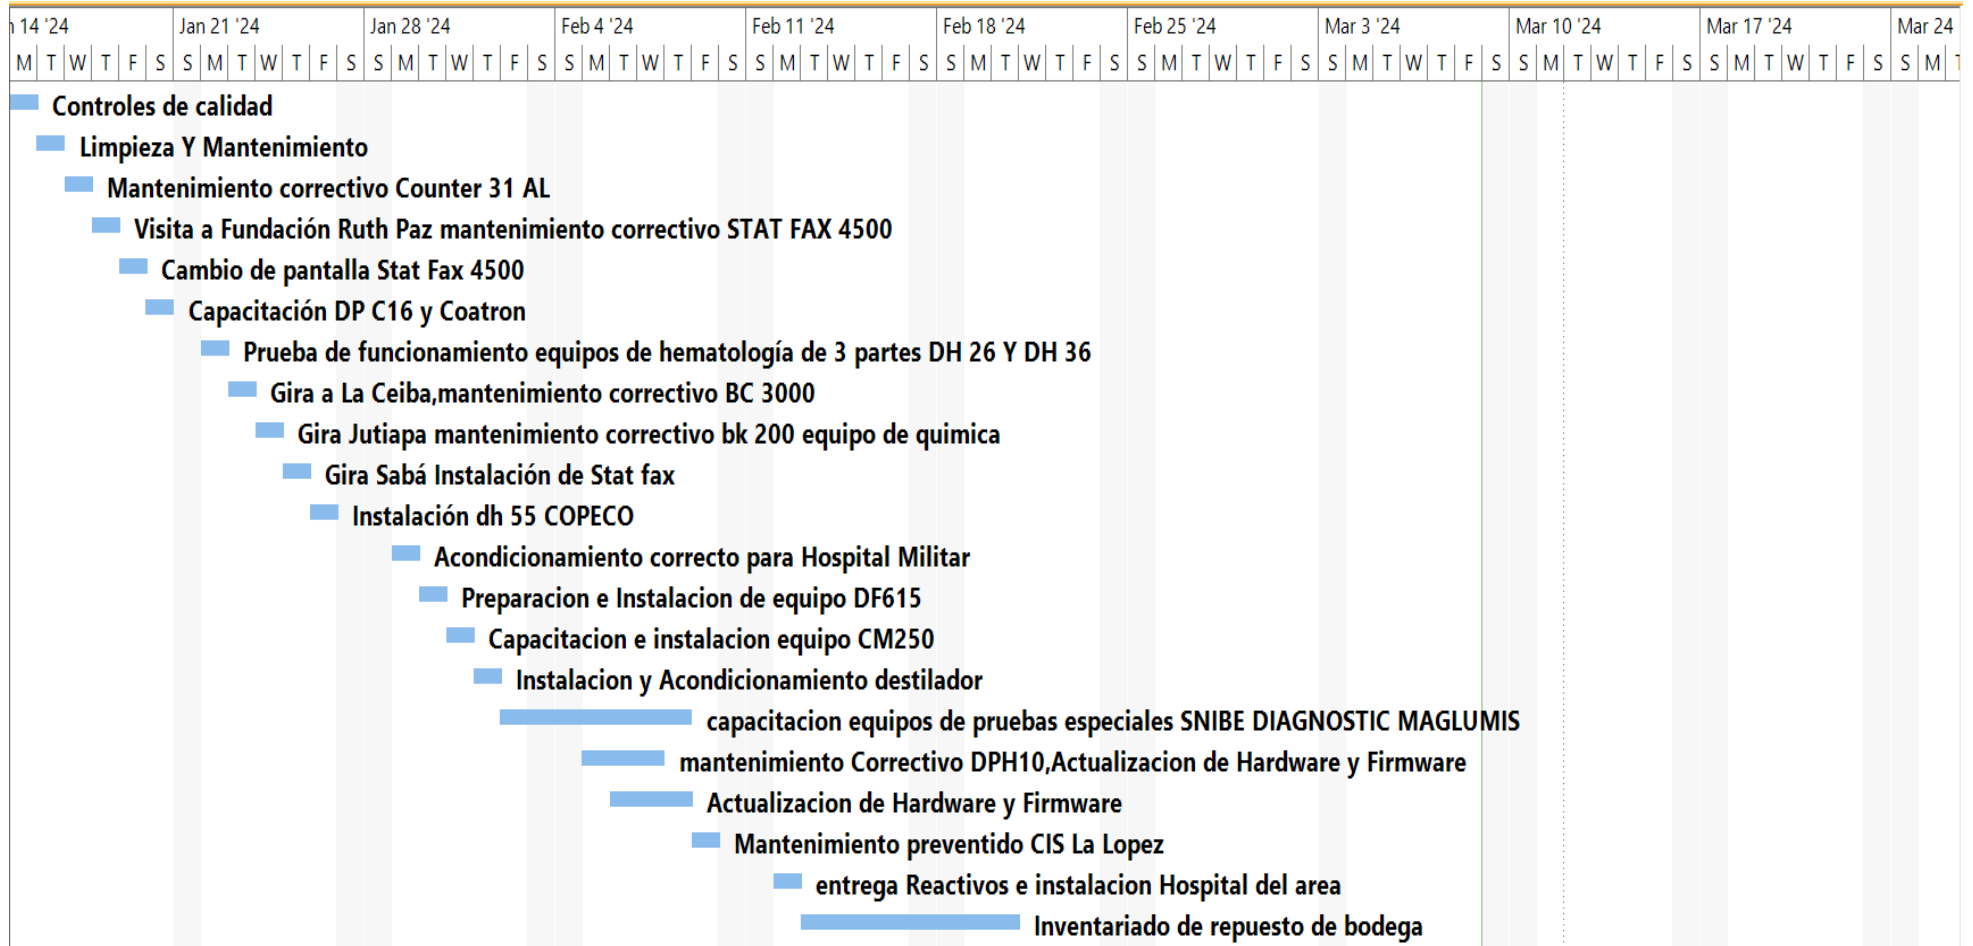 14 '24 Jan 21 '24 Jan 28 '24 Feb 4 '24 Feb 11 '24 Feb 18 '24 Feb 25 '24 Mar 3 '24 Mar 10 '24 Mar 17 '24 Mar 24
M T W T F S S M T W T F S S M T W T F S S M T W T F S S M T W T F S S M T W T F S S M T W T F S S M T W T F S S M T W T F S S M T W T F S S M
Controles de calidad
Limpieza Y Mantenimiento
Mantenimiento correctivo Counter 31 AL
Visita a Fundación Ruth Paz mantenimiento correctivo STAT FAX 4500
Cambio de pantalla Stat Fax 4500
Capacitación DP C16 y Coatron
Prueba de funcionamiento equipos de hematología de 3 partes DH 26 Y DH 36
Gira a La Ceiba,mantenimiento correctivo BC 3000
Gira Jutiapa mantenimiento correctivo bk 200 equipo de quimica
Gira Sabá Instalación de Stat fax
Instalación dh 55 COPECO
Acondicionamiento correcto para Hospital Militar
Preparacion e Instalacion de equipo DF615
Capacitacion e instalacion equipo CM250
Instalacion y Acondicionamiento destilador
capacitacion equipos de pruebas especiales SNIBE DIAGNOSTIC MAGLUMIS
mantenimiento Correctivo DPH10,Actualizacion de Hardware y Firmware
Actualizacion de Hardware y Firmware
Mantenimiento preventido CIS La Lopez
entrega Reactivos e instalacion Hospital del area
Inventariado de repuesto de bodega